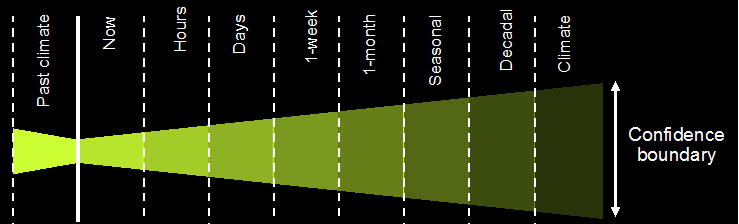 Past climate
Now
Hours
Days
1-week
1-month
Seasonal
Decadal
Climate
Confidence
boundary